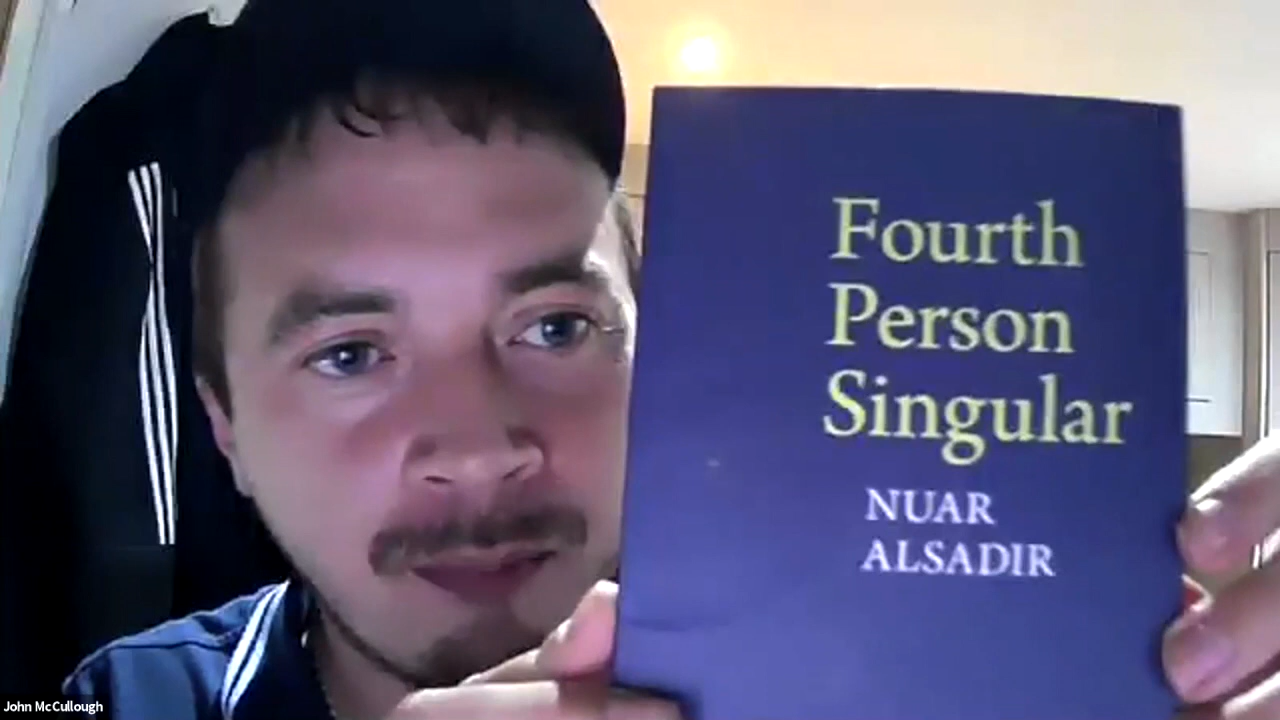 Fourth
Person
Singular
NUAR
ALSADIR
John McCullough